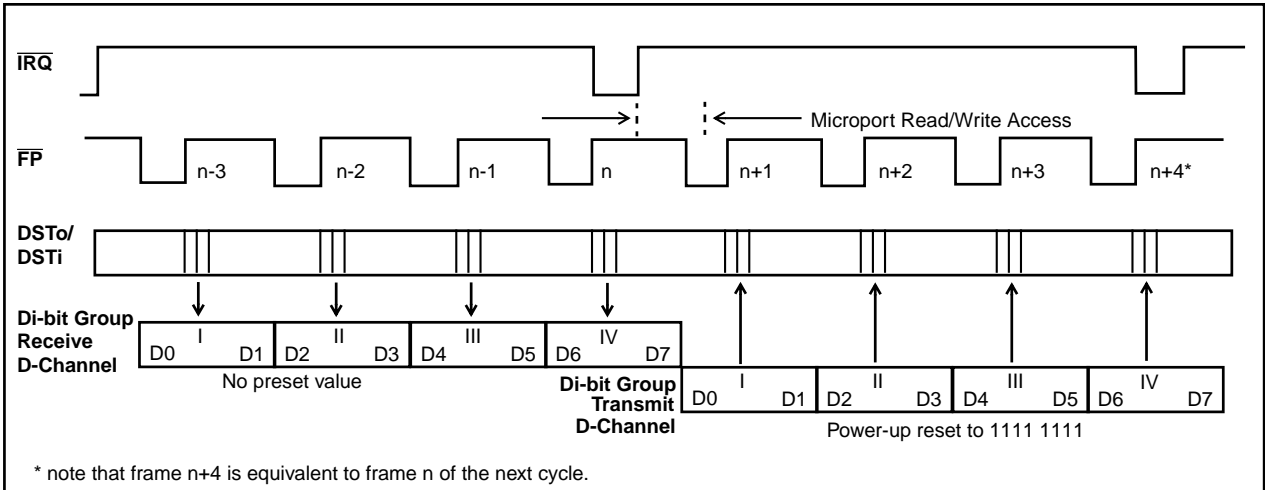 IRQ
Microport Read/Write Access
FP
n-3 n-2 n-1 n n+1 n+2 n+3 n+4*
DSTo/
DSTi
Di-bit Group
Receive
D-Channel
I II III IV
D0 D1 D2 D3 D4 D5 D6 D7
No preset value
Di-bit Group
Transmit
D-Channel
I II III IV
D0 D1 D2 D3 D4 D5 D6 D7
Power-up reset to 1111 1111
* note that frame n+4 is equivalent to frame n of the next cycle.